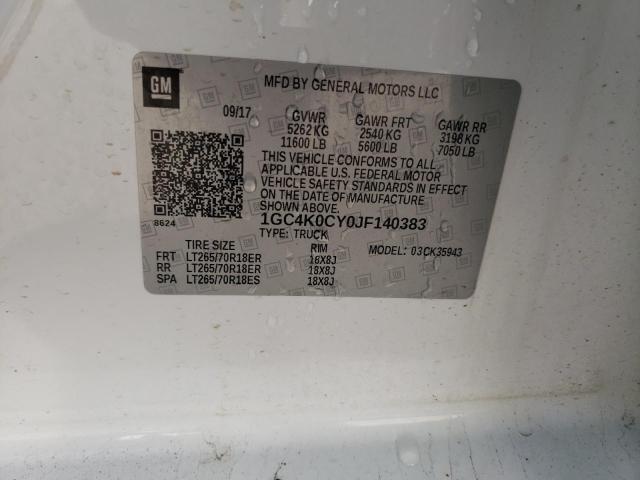 GM
MFD BY GENERAL MOTORS LLC
09/17 GVWR GAWR FRT GAWR RR
5262 KG 2540 KG 3198 KG
11600 LB 5600 LB 7050 LB
THIS VEHICLE CONFORMS TO ALL
APPLICABLE U.S. FEDERAL MOTOR
VEHICLE SAFETY STANDARDS IN EFFECT
ON THE DATE OF MANUFACTURE
SHOWN ABOVE.
8624 1GC4K0CY0JF140383
TYPE: TRUCK
TIRE SIZE RIM MODEL: 03CK35943
FRT LT265/70R18ER 18X8J
RR LT265/70R18ER 18X8J
SPA LT265/70R18ES 18X8J